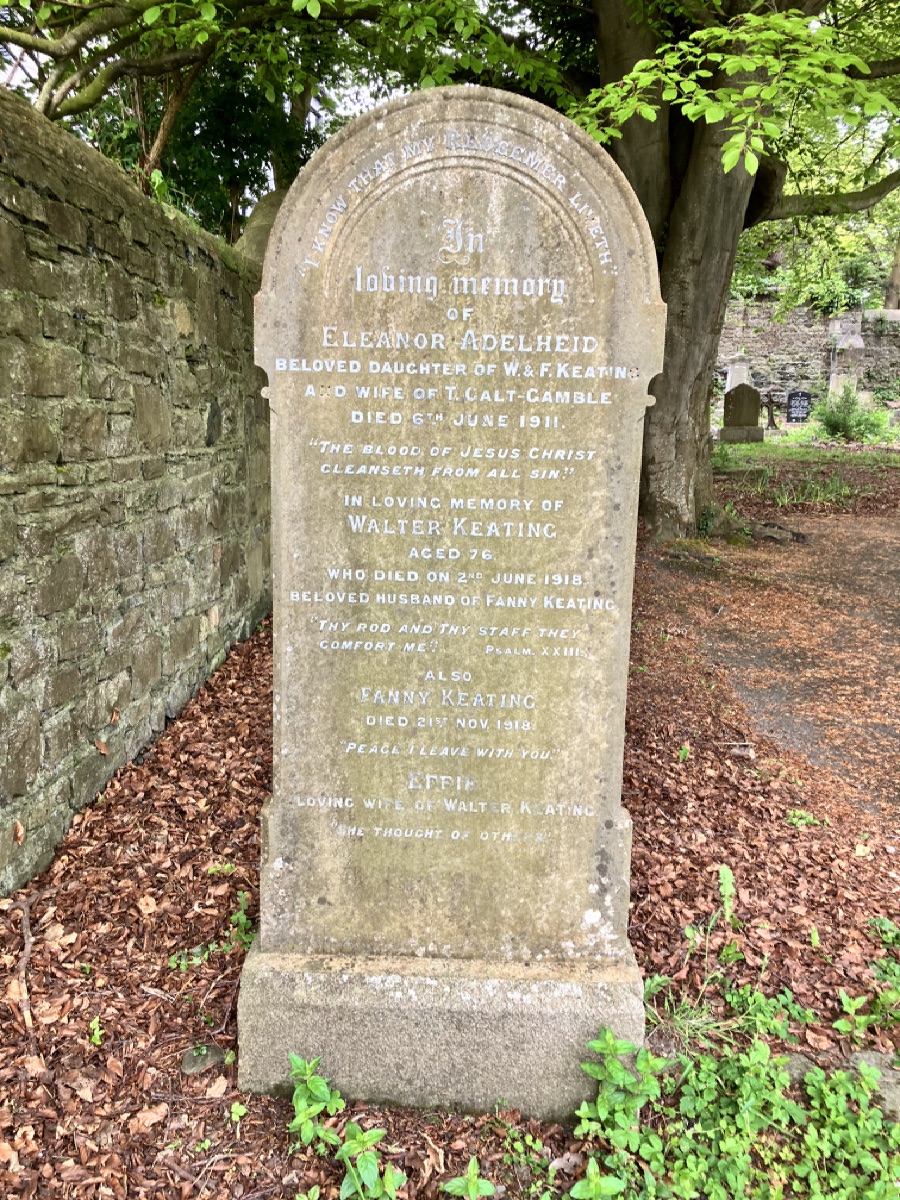 "I KNOW THAT MY REDEEMER LIVETH"
In
loving memory
OF
ELEANOR ADELHEID
BELOVED DAUGHTER OF W. & F. KEATING
AND WIFE OF T. GALT-GAMBLE
DIED 6TH JUNE 1911.
"THE BLOOD OF JESUS CHRIST
CLEANSETH FROM ALL SIN."
IN LOVING MEMORY OF
WALTER KEATING
AGED 76.
WHO DIED ON 2ND JUNE 1918.
BELOVED HUSBAND OF FANNY KEATING.
"THY ROD AND THY STAFF THEY
COMFORT ME". PSALM. XXIII.
ALSO
FANNY KEATING
DIED 21ST NOV. 1918.
"PEACE I LEAVE WITH YOU."
EFFIE
LOVING WIFE OF WALTER KEATING
"SHE THOUGHT OF OTHERS"